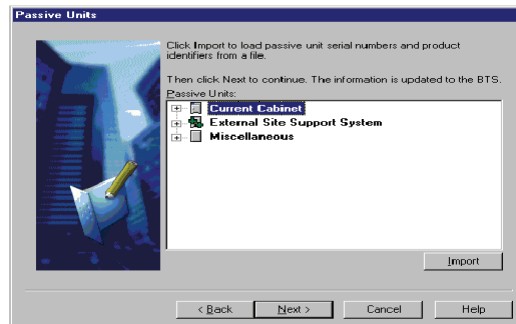 Passive Units
Click Import to load passive unit serial numbers and product
identifiers from a file.
Then click Next to continue. The information is updated to the BTS.
Passive Units:
Current Cabinet
External Site Support System
Miscellaneous
Import
< Back
Next >
Cancel
Help